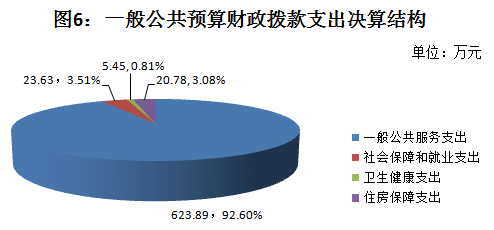 图6：一般公共预算财政拨款支出决算结构
单位：万元
5.45, 0.81%
23.63，3.51%
20.78, 3.08%
一般公共服务支出
社会保障和就业支出
卫生健康支出
住房保障支出
623.89，92.60%